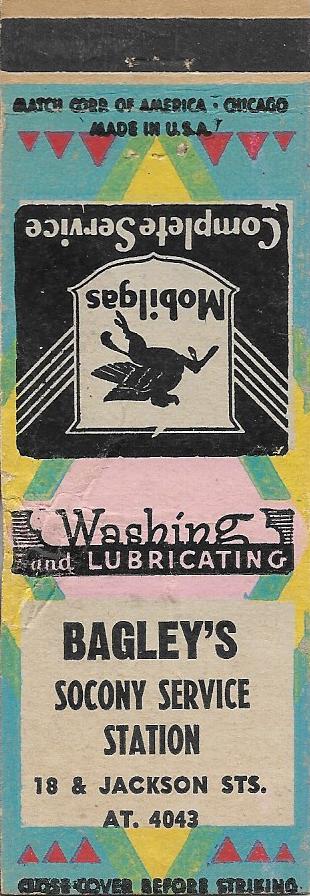 MATCH CORP. OF AMERICA · CHICAGO
MADE IN U.S.A.
Complete Service
Mobilgas
Washing
and LUBRICATING
BAGLEY'S
SOCONY SERVICE
STATION
18 & JACKSON STS.
AT. 4043
CLOSE COVER BEFORE STRIKING